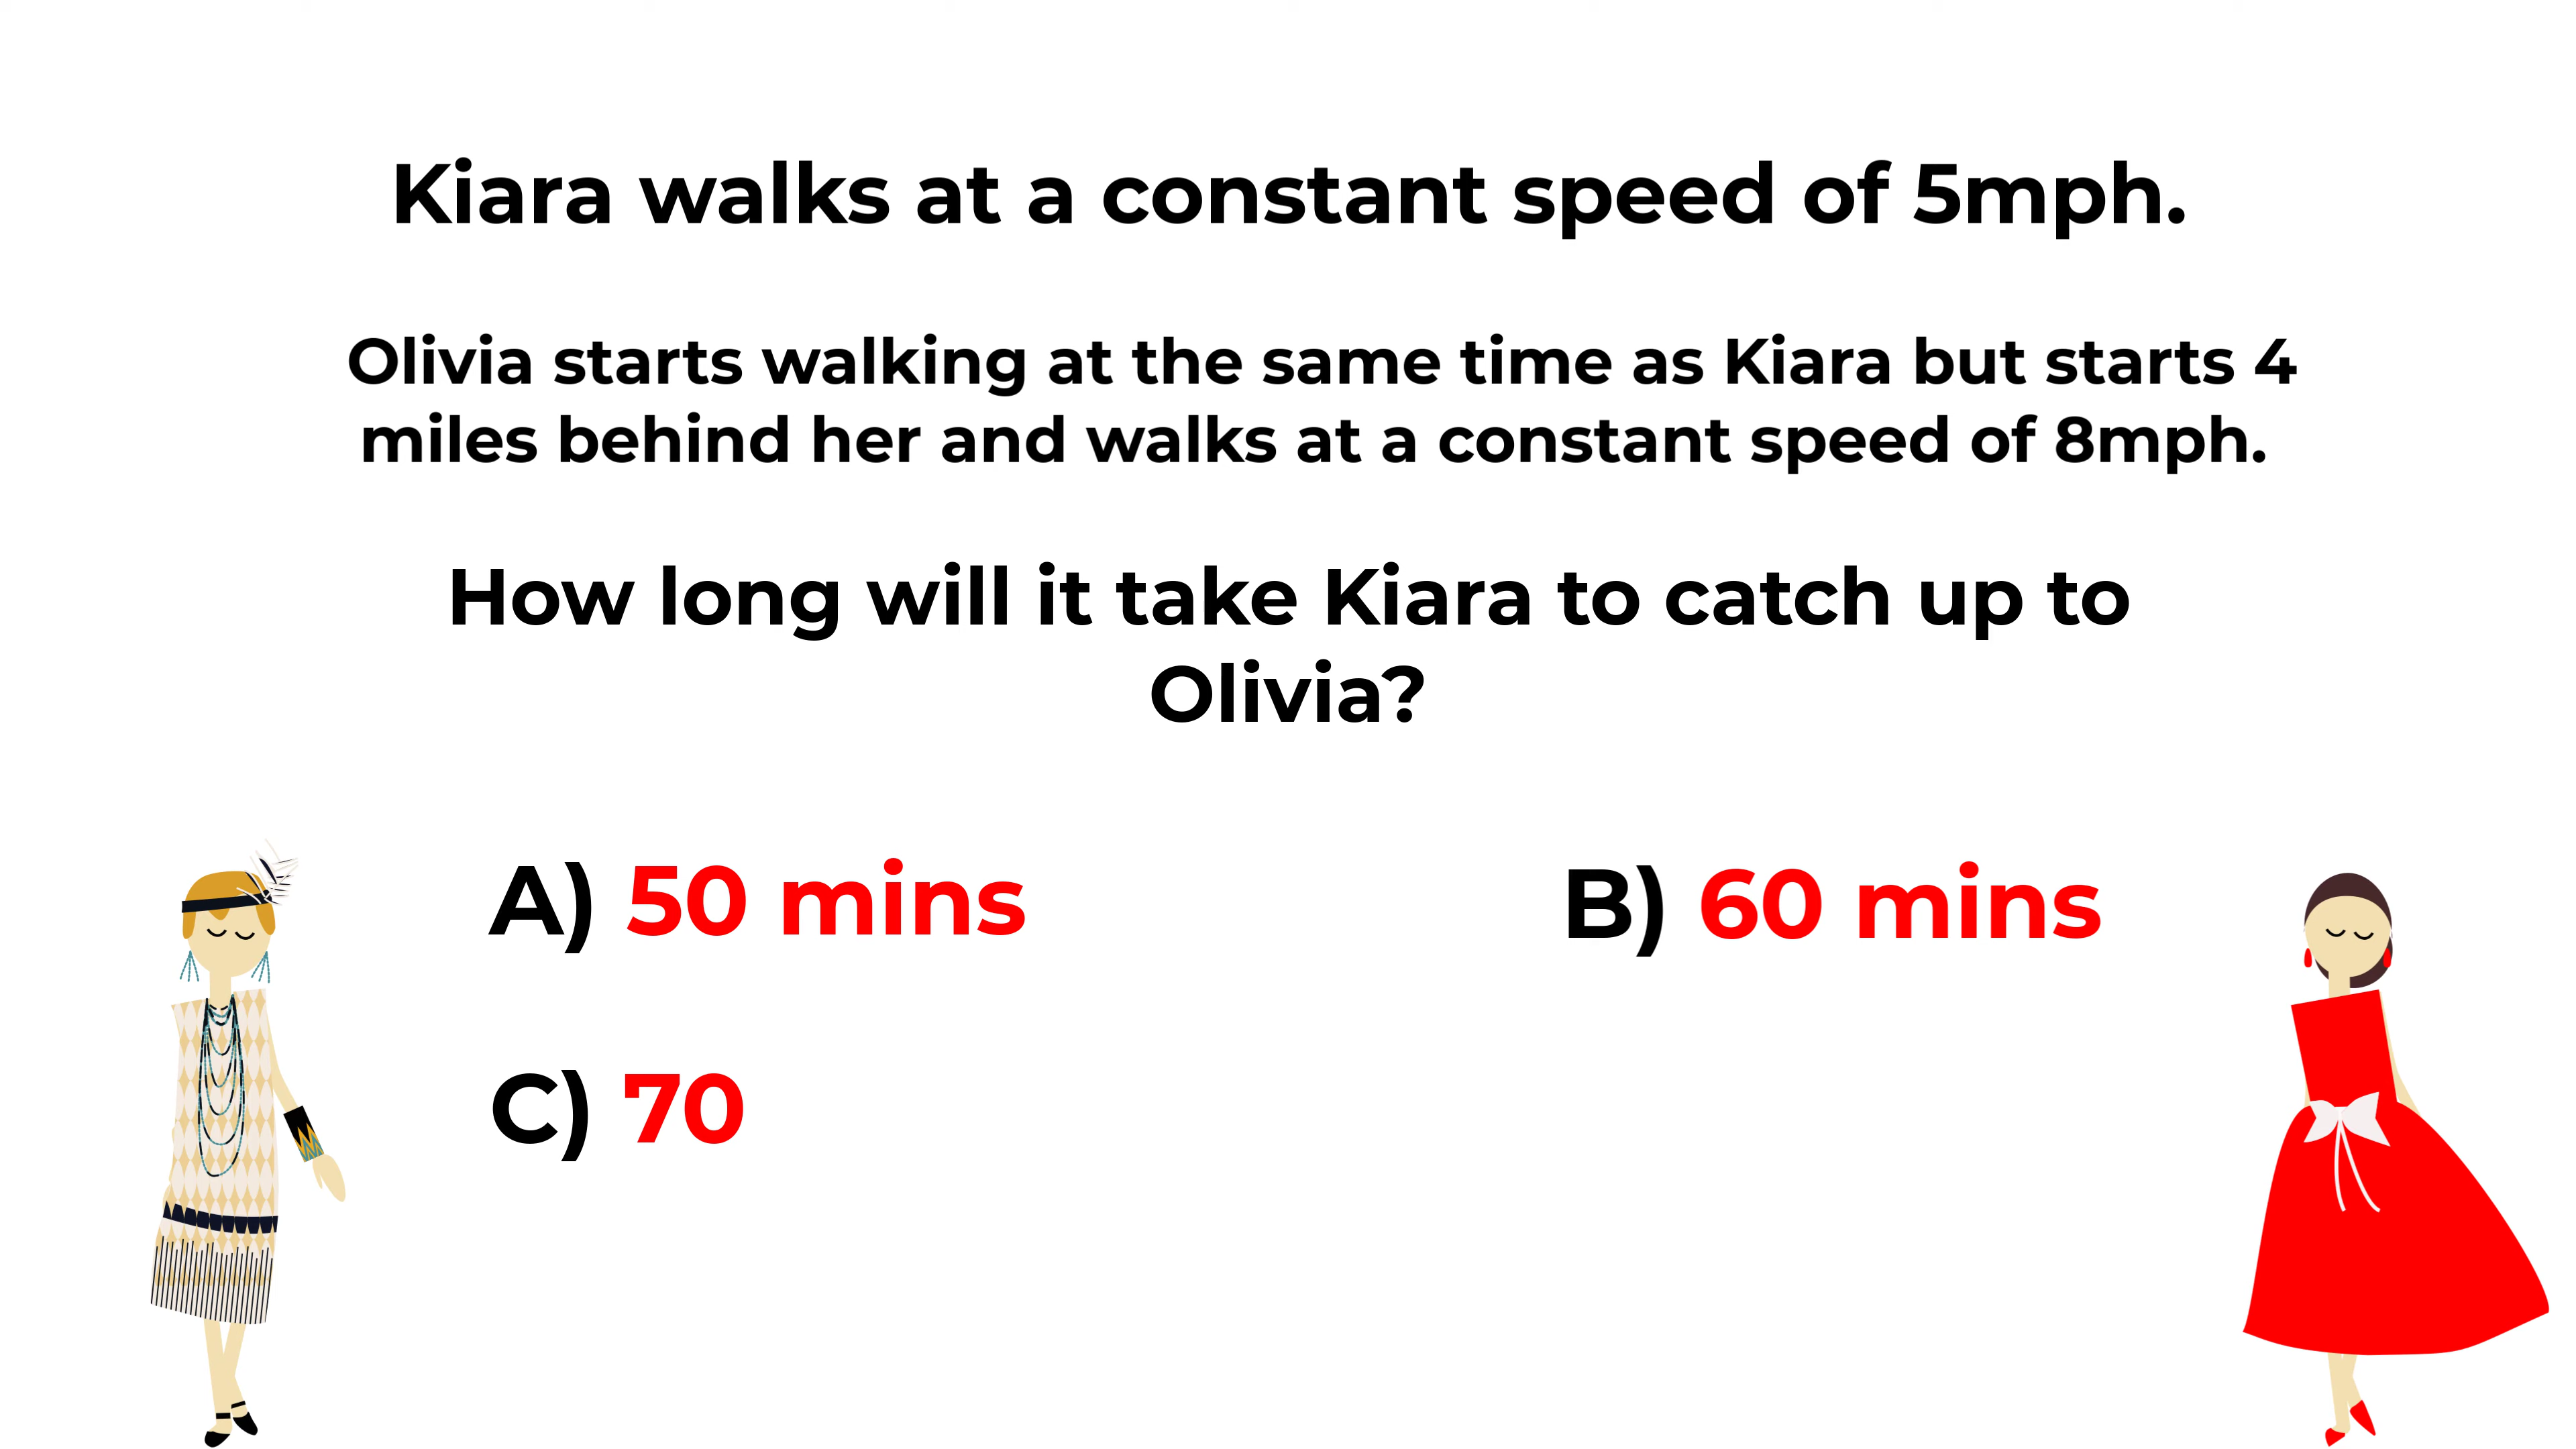 Kiara walks at a constant speed of 5mph.
Olivia starts walking at the same time as Kiara but starts 4
miles behind her and walks at a constant speed of 8mph.
How long will it take Kiara to catch up to
Olivia?
A) 50 mins
B) 60 mins
C) 70